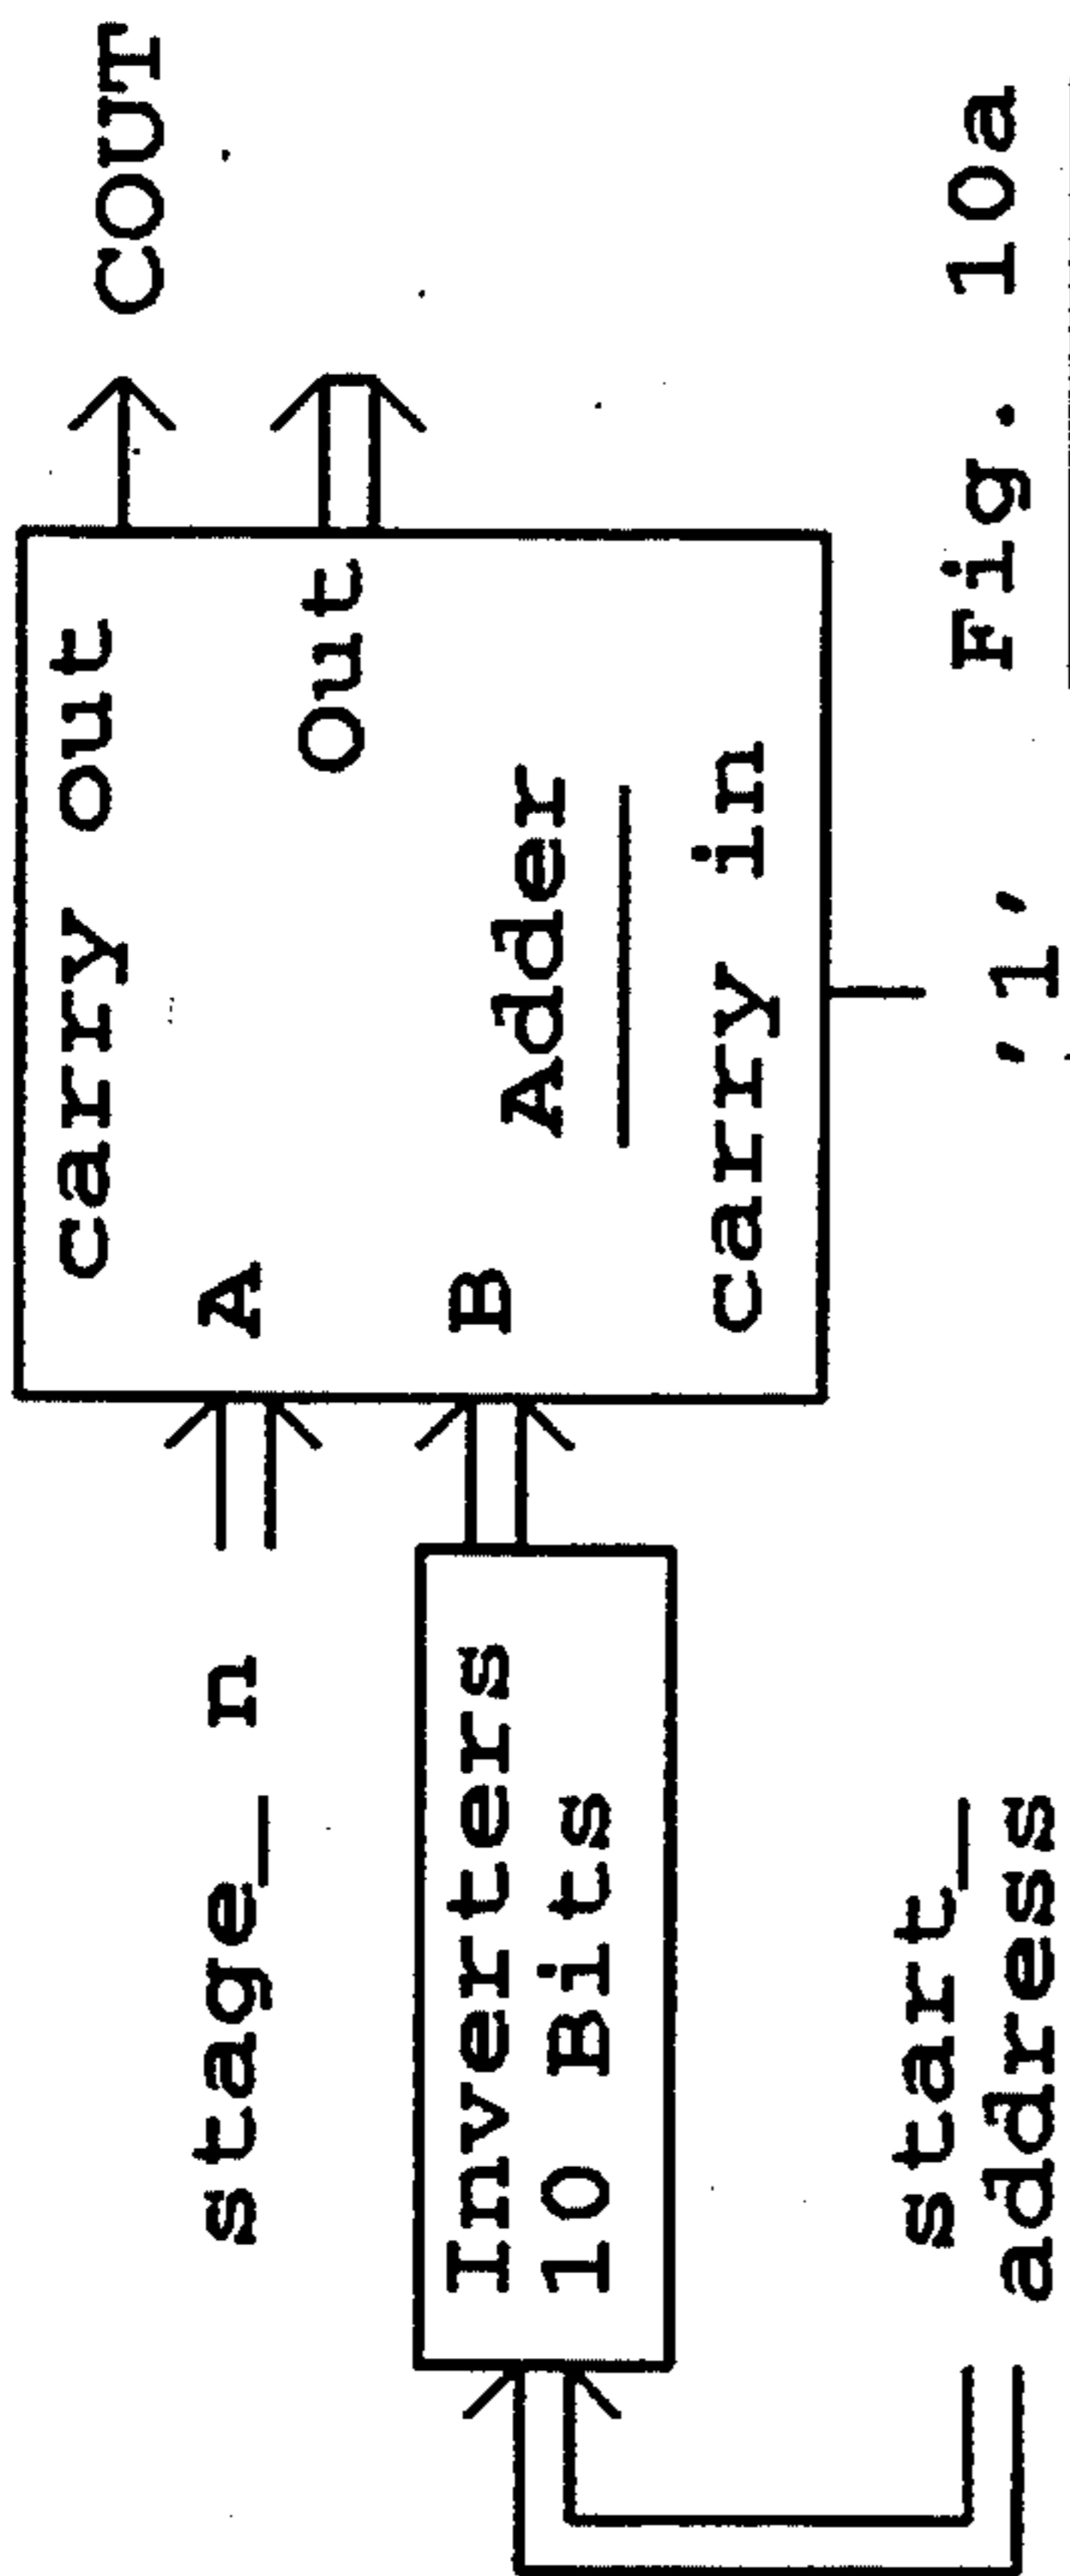 carry out
COUT
stage_ n
A
Out
Inverters
10 Bits
B
Adder
carry in
start_
address
'1'
Fig. 10a